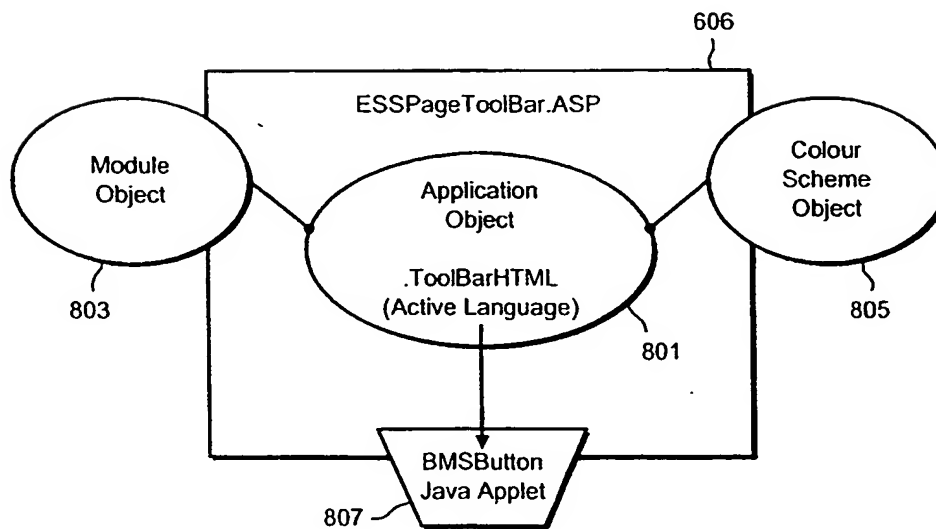 606
ESSPageToolBar.ASP
Module
Object
Colour
Scheme
Object
Application
Object
.ToolBarHTML
(Active Language)
803
805
801
BMSButton
Java Applet
807